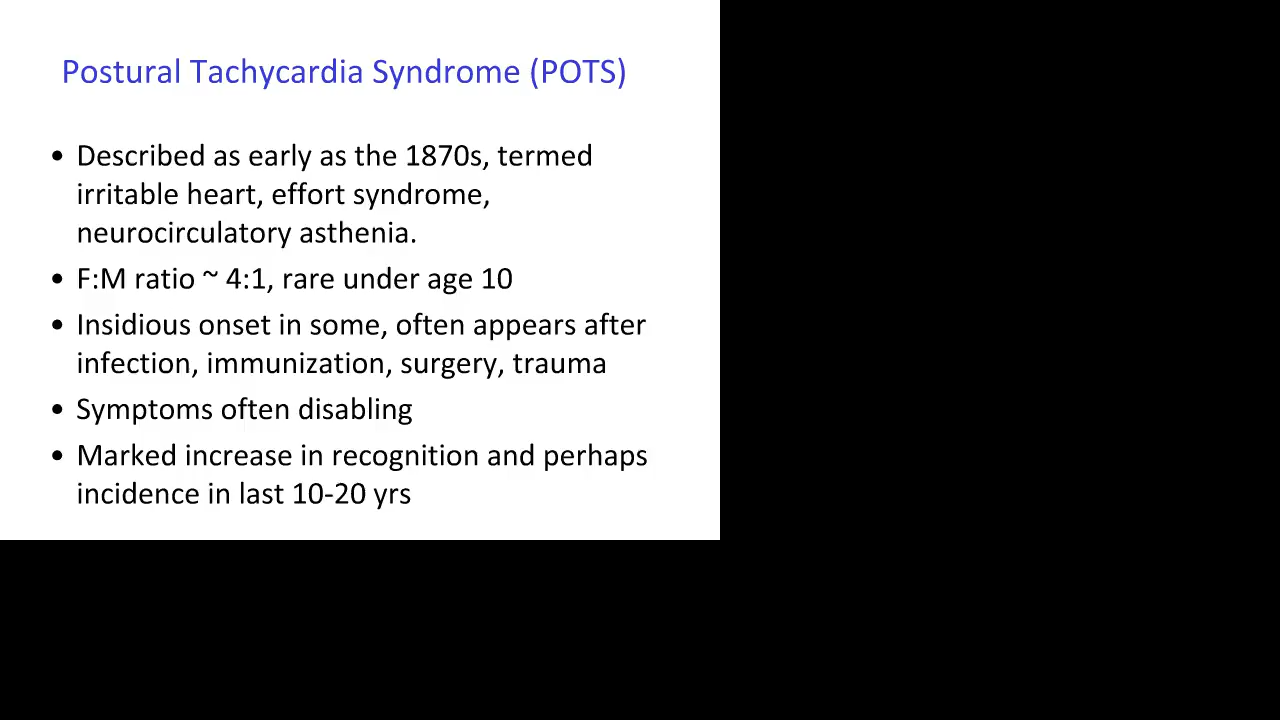 Postural Tachycardia Syndrome (POTS)
• Described as early as the 1870s, termed
irritable heart, effort syndrome,
neurocirculatory asthenia.
• F:M ratio ~ 4:1, rare under age 10
• Insidious onset in some, often appears after
infection, immunization, surgery, trauma
• Symptoms often disabling
• Marked increase in recognition and perhaps
incidence in last 10-20 yrs